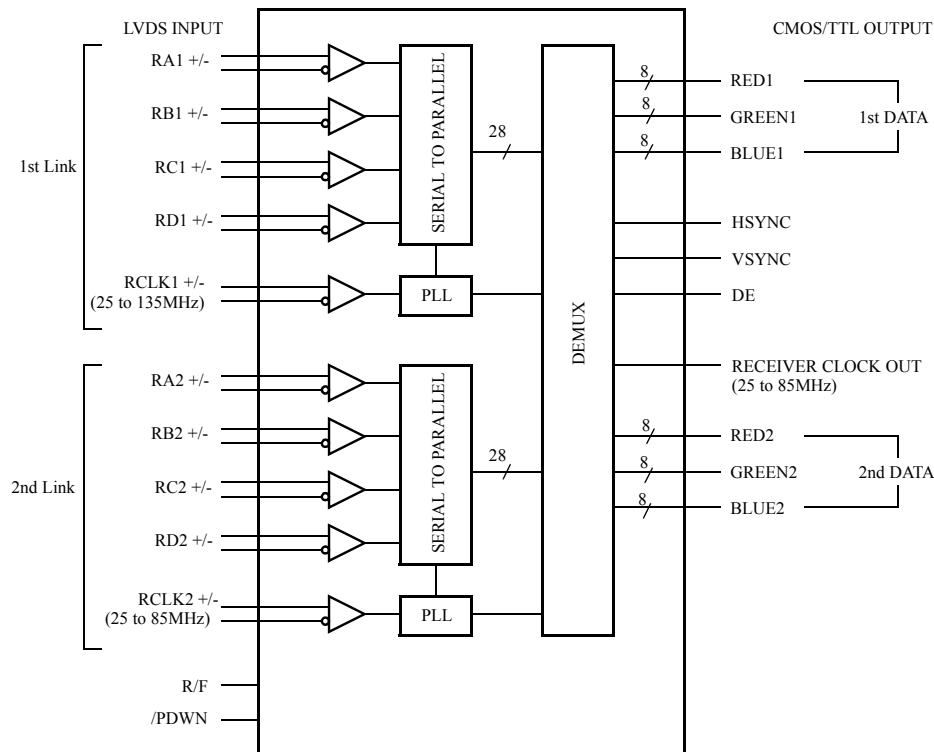 LVDS INPUT
CMOS/TTL OUTPUT
1st Link
RA1 +/-
RB1 +/-
RC1 +/-
RD1 +/-
RCLK1 +/-
(25 to 135MHz)
SERIAL TO PARALLEL
PLL
28
2nd Link
RA2 +/-
RB2 +/-
RC2 +/-
RD2 +/-
RCLK2 +/-
(25 to 85MHz)
SERIAL TO PARALLEL
PLL
28
R/F
/PDWN
DEMUX
8
RED1
8
GREEN1
8
BLUE1
1st DATA
HSYNC
VSYNC
DE
RECEIVER CLOCK OUT
(25 to 85MHz)
8
RED2
8
GREEN2
8
BLUE2
2nd DATA